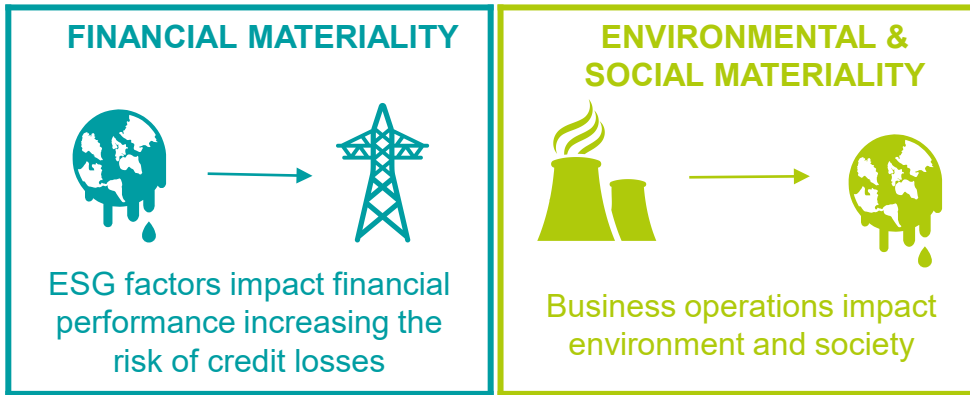 FINANCIAL MATERIALITY
ESG factors impact financial
performance increasing the
risk of credit losses
ENVIRONMENTAL &
SOCIAL MATERIALITY
Business operations impact
environment and society